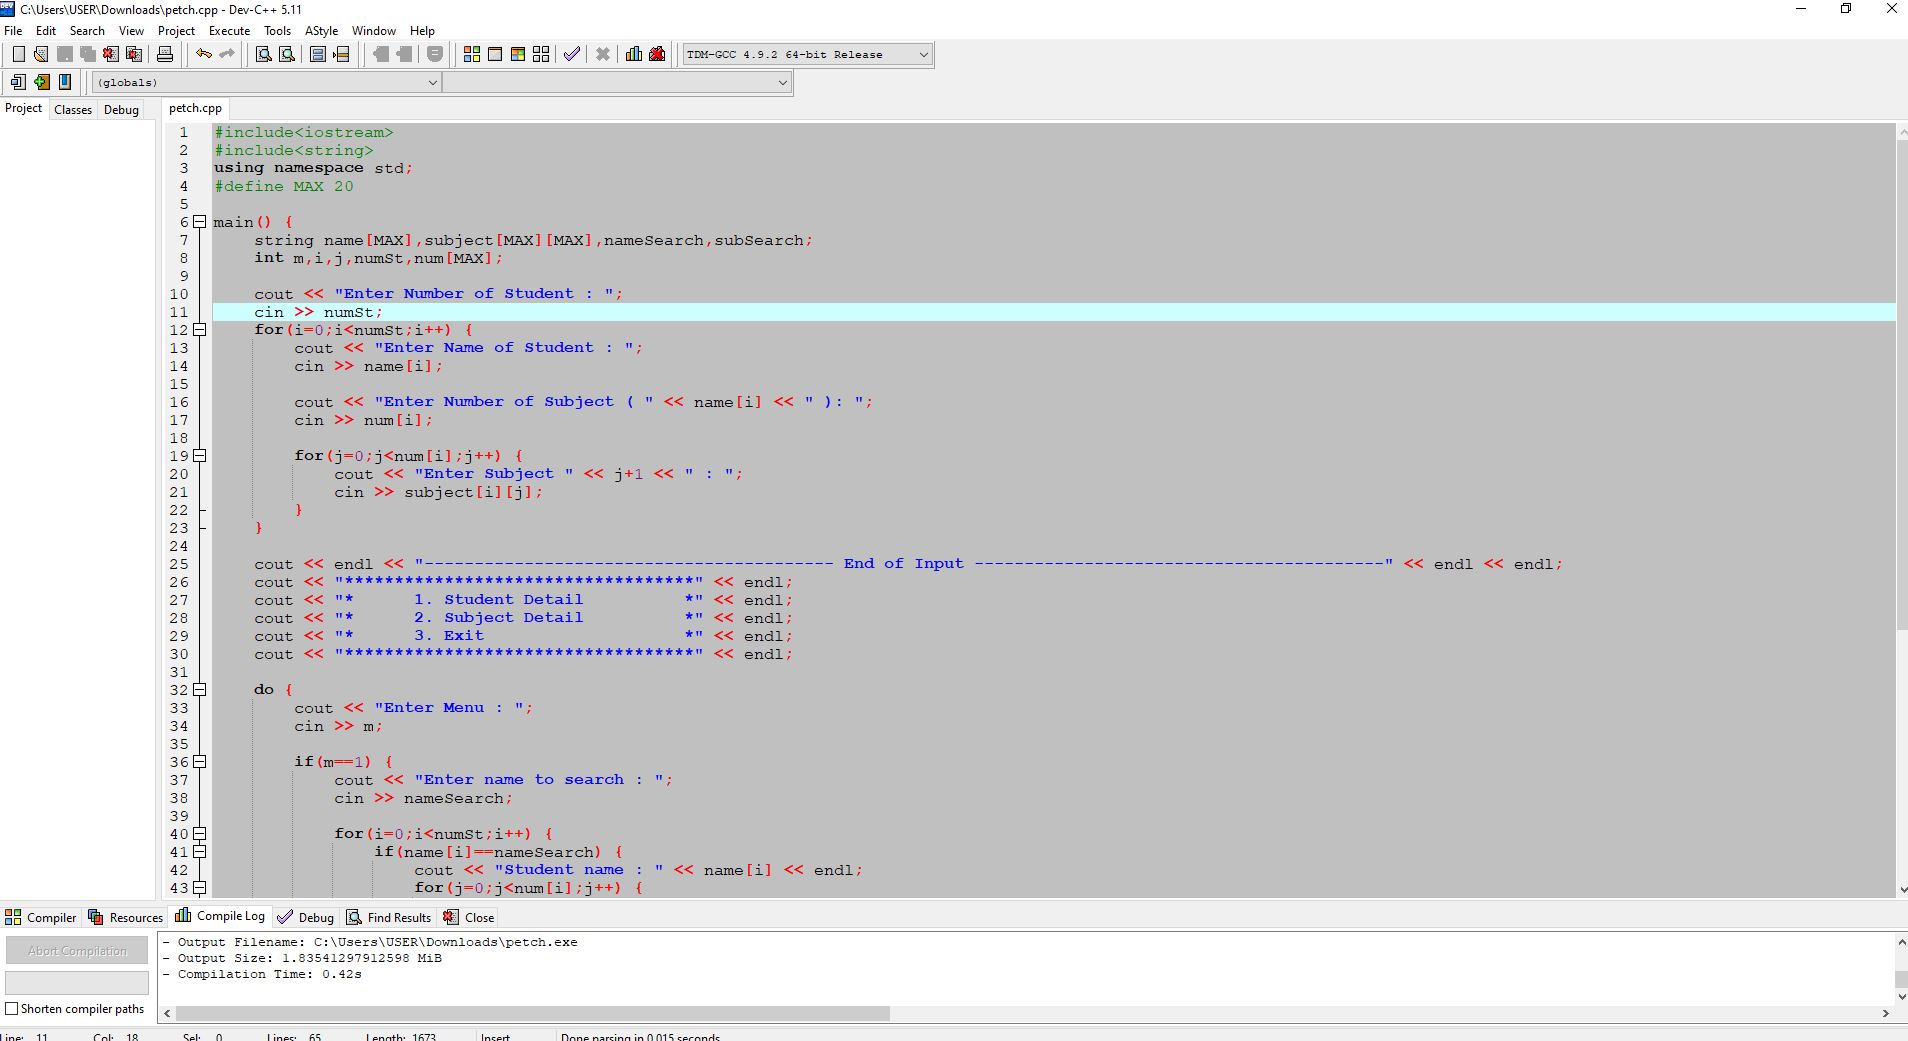 C:\Users\USER\Downloads\petch.cpp - Dev-C++ 5.11
File Edit Search View Project Execute Tools AStyle Window Help
TDM-GCC 4.9.2 64-bit Release
(globals)
Project Classes Debug petch.cpp
1 #include<iostream>
2 #include<string>
3 using namespace std;
4 #define MAX 20
5
6 main() {
7 string name[MAX],subject[MAX][MAX],nameSearch,subSearch;
8 int m,i,j,numSt,num[MAX];
9
10 cout << "Enter Number of Student : ";
11 cin >> numSt;
12 for(i=0;i<numSt;i++) {
13 cout << "Enter Name of Student : ";
14 cin >> name[i];
15
16 cout << "Enter Number of Subject ( " << name[i] << " ): ";
17 cin >> num[i];
18
19 for(j=0;j<num[i];j++) {
20 cout << "Enter Subject " << j+1 << " : ";
21 cin >> subject[i][j];
22 }
23 }
24
25 cout << endl << "----------------------------------------- End of Input -----------------------------------------" << endl << endl;
26 cout << "***********************************" << endl;
27 cout << "*      1. Student Detail          *" << endl;
28 cout << "*      2. Subject Detail          *" << endl;
29 cout << "*      3. Exit                    *" << endl;
30 cout << "***********************************" << endl;
31
32 do {
33 cout << "Enter Menu : ";
34 cin >> m;
35
36 if(m==1) {
37 cout << "Enter name to search : ";
38 cin >> nameSearch;
39
40 for(i=0;i<numSt;i++) {
41 if(name[i]==nameSearch) {
42 cout << "Student name : " << name[i] << endl;
43 for(j=0;j<num[i];j++) {
Compiler Resources Compile Log Debug Find Results Close
Abort Compilation
Shorten compiler paths
- Output Filename: C:\Users\USER\Downloads\petch.exe
- Output Size: 1.83541297912598 MiB
- Compilation Time: 0.42s
Line: 11 Col: 18 Sel: 0 Lines: 65 Length: 1673 Insert Done parsing in 0.015 seconds